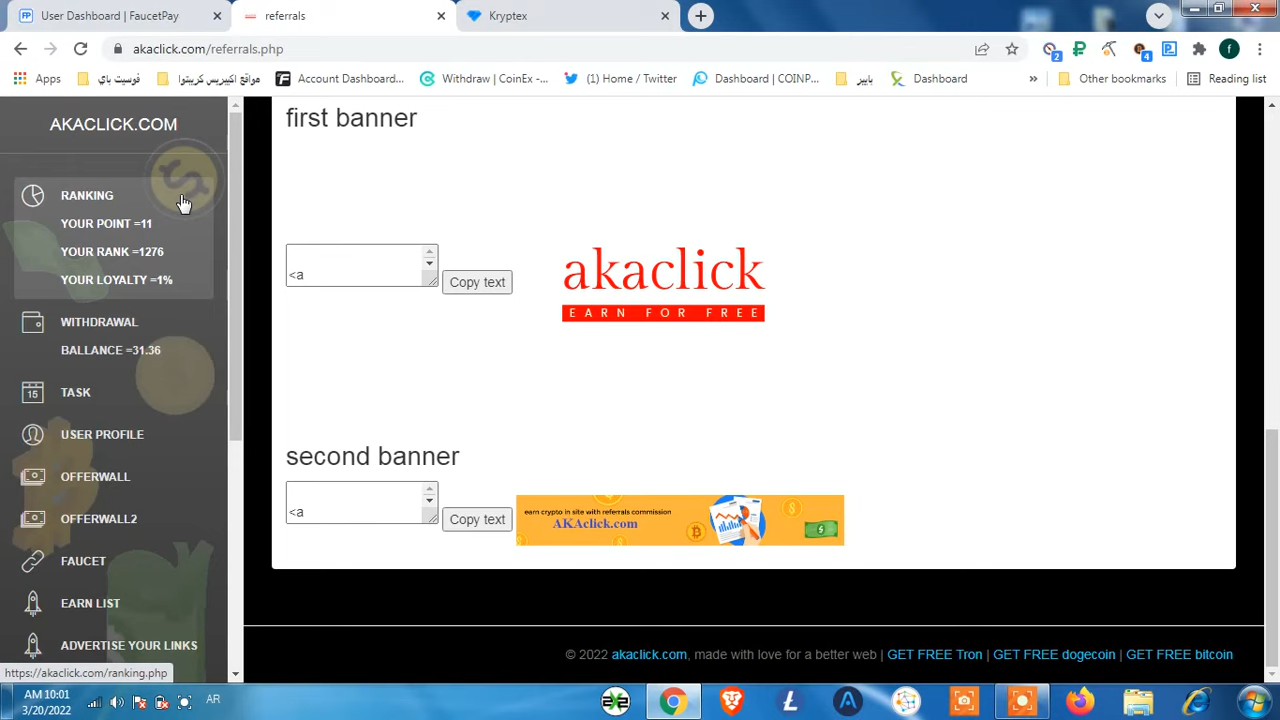 User Dashboard | FaucetPay
referrals
Kryptex
akaclick.com/referrals.php
2
4
f
Apps
فوسيت باي
مواقع اكيبريس كريبتوا
Account Dashboard...
Withdraw | CoinEx -...
(1) Home / Twitter
Dashboard | COINP...
بايير
Dashboard
»
Other bookmarks
Reading list
AKACLICK.COM
RANKING
YOUR POINT =11
YOUR RANK =1276
YOUR LOYALTY =1%
WITHDRAWAL
BALLANCE =31.36
15
TASK
USER PROFILE
OFFERWALL
OFFERWALL2
FAUCET
EARN LIST
ADVERTISE YOUR LINKS
https://akaclick.com/ranking.php
first banner
<a
Copy text
akaclick
EARN FOR FREE
second banner
<a
Copy text
earn crypto in site with referrals commission
AKAclick.com
© 2022 akaclick.com, made with love for a better web | GET FREE Tron | GET FREE dogecoin | GET FREE bitcoin
AM 10:01
3/20/2022
AR